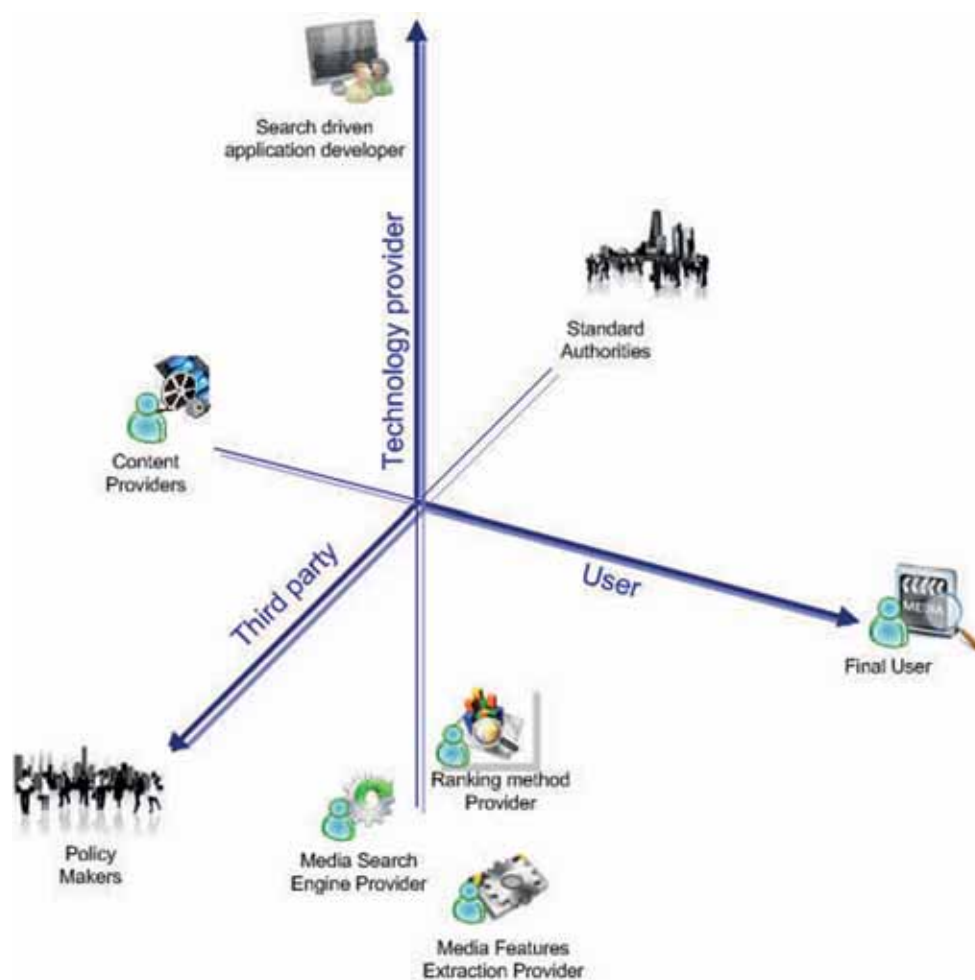 Search driven
application developer
Technology provider
Standard
Authorities
Content
Providers
Third party
User
MEDIA
Final User
Ranking method
Provider
Policy
Makers
Media Search
Engine Provider
Media Features
Extraction Provider